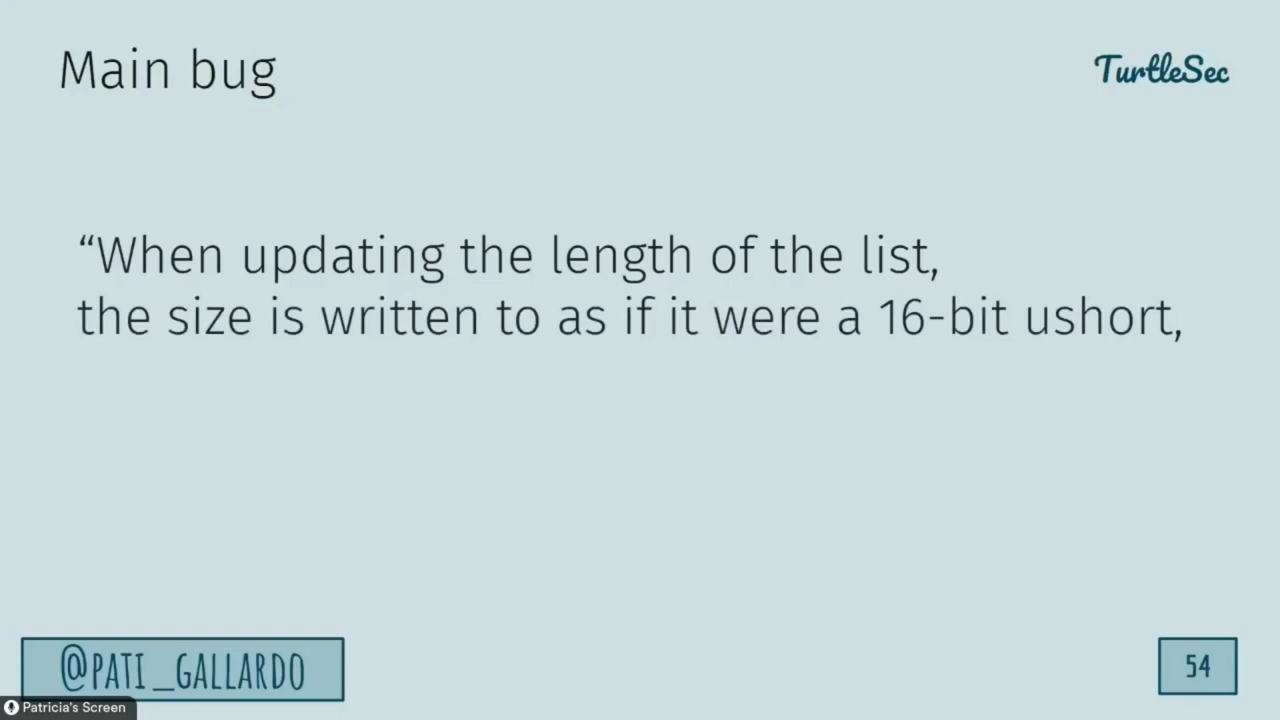 Main bug
TurtleSec
“When updating the length of the list,
the size is written to as if it were a 16-bit ushort,
@PATI_GALLARDO
54
Patricia's Screen